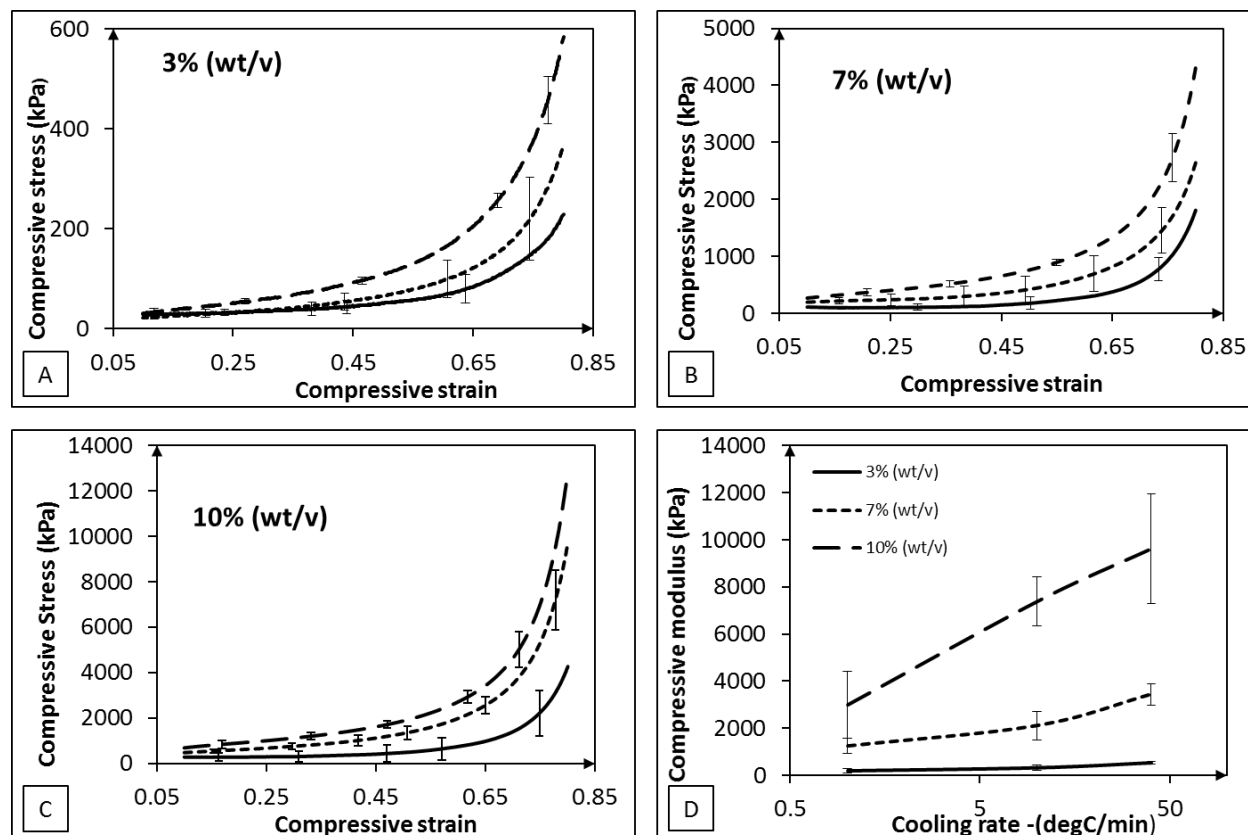 600
400
200
0
Compressive stress (kPa)
3% (wt/v)
0.05 0.25 0.45 0.65 0.85
Compressive strain
A
5000
4000
3000
2000
1000
0
Compressive Stress (kPa)
7% (wt/v)
0.05 0.25 0.45 0.65 0.85
Compressive strain
B
14000
12000
10000
8000
6000
4000
2000
0
Compressive Stress (kPa)
10% (wt/v)
0.05 0.25 0.45 0.65 0.85
Compressive strain
C
14000
12000
10000
8000
6000
4000
2000
0
Compressive modulus (kPa)
3% (wt/v)
7% (wt/v)
10% (wt/v)
0.5 5 50
Cooling rate -(degC/min)
D